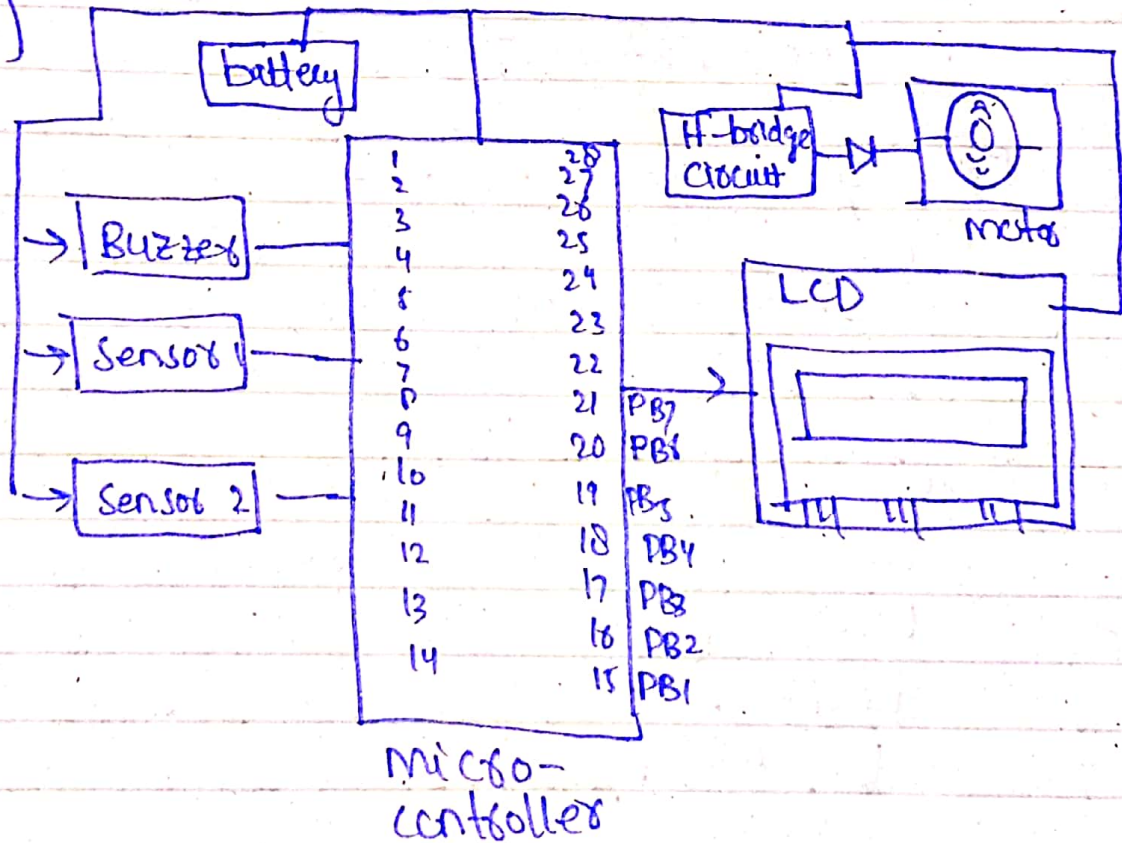 battery
H-bridge
circuit
motor
Buzzer
Sensor 1
Sensor 2
1
2
3
4
5
6
7
8
9
10
11
12
13
14
28
27
26
25
24
23
22
21 PB7
20 PB6
19 PB5
18 PB4
17 PB3
16 PB2
15 PB1
LCD
Micro-
controller